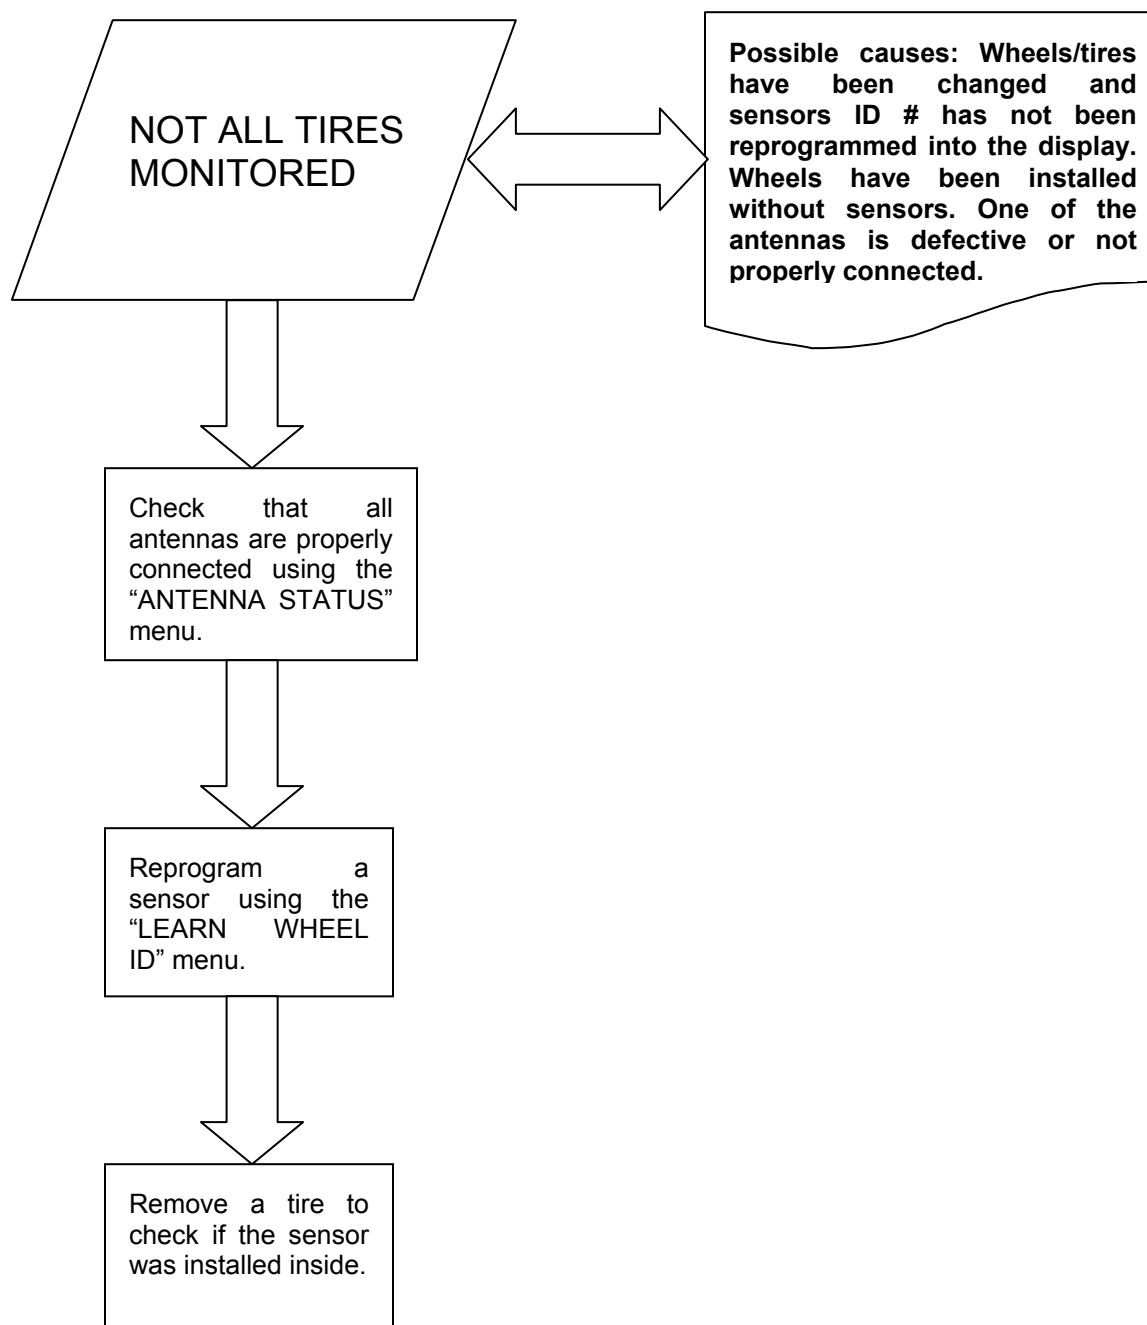 NOT ALL TIRES
MONITORED
Possible causes: Wheels/tires
have been changed and
sensors ID # has not been
reprogrammed into the display.
Wheels have been installed
without sensors. One of the
antennas is defective or not
properly connected.
Check that all
antennas are properly
connected using the
“ANTENNA STATUS”
menu.
Reprogram a
sensor using the
“LEARN WHEEL
ID” menu.
Remove a tire to
check if the sensor
was installed inside.